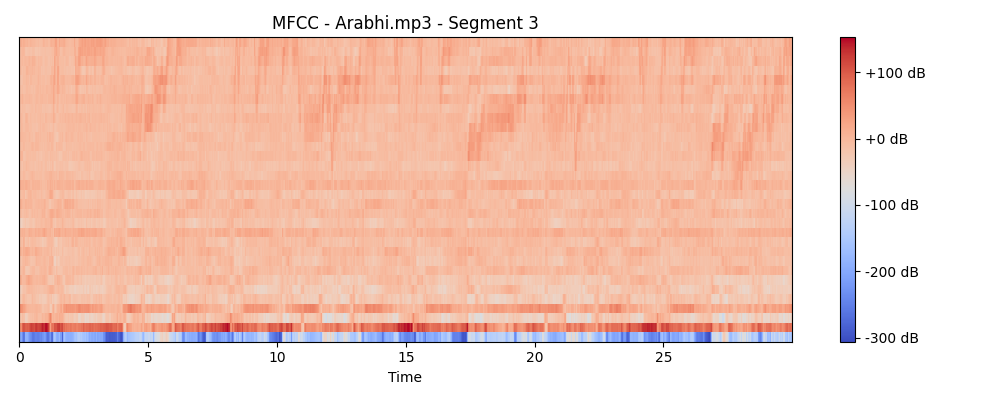 MFCC - Arabhi.mp3 - Segment 3
+100 dB
+0 dB
-100 dB
-200 dB
-300 dB
0 5 10 15 20 25
Time